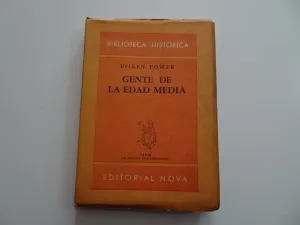 BIBLIOTECA HISTÓRICA
EILEEN POWER
GENTE DE
LA EDAD MEDIA
EDITORIAL NOVA